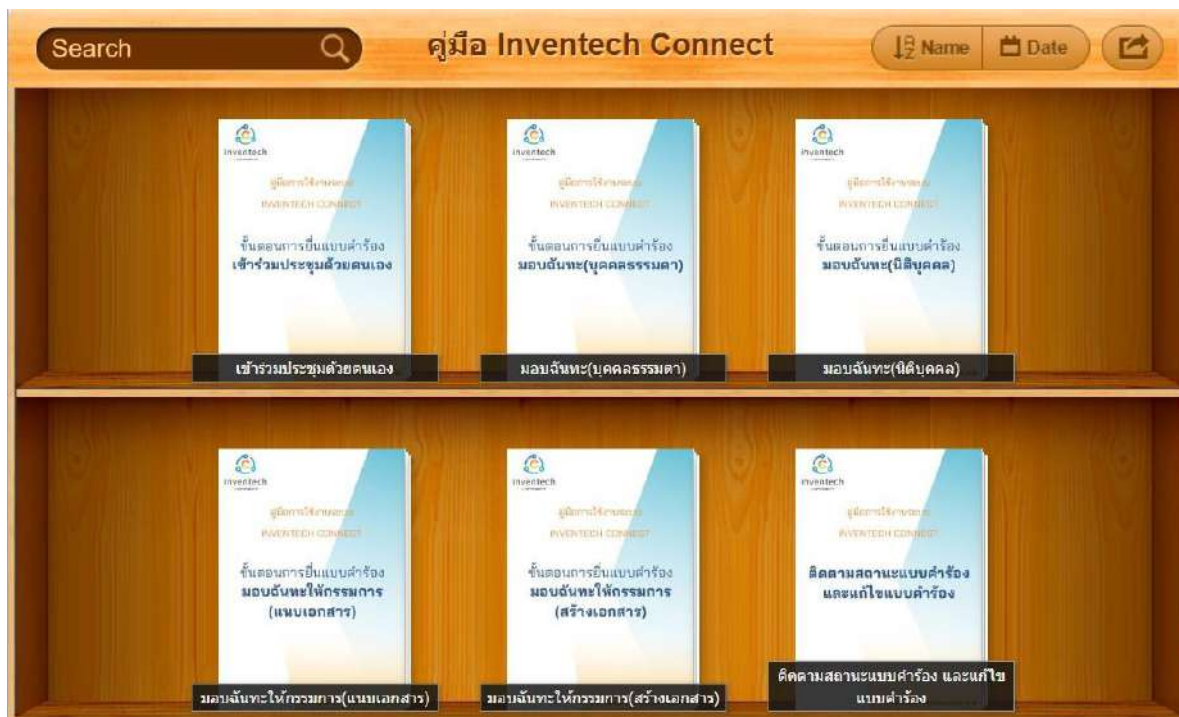 Search
คู่มือ Inventech Connect
Name
Date
inventech
คู่มือการใช้งานระบบ
INVENTECH CONNECT
ขั้นตอนการยื่นแบบคำร้อง
เข้าร่วมประชุมด้วยตนเอง
เข้าร่วมประชุมด้วยตนเอง
inventech
คู่มือการใช้งานระบบ
INVENTECH CONNECT
ขั้นตอนการยื่นแบบคำร้อง
มอบฉันทะ(บุคคลธรรมดา)
มอบฉันทะ(บุคคลธรรมดา)
inventech
คู่มือการใช้งานระบบ
INVENTECH CONNECT
ขั้นตอนการยื่นแบบคำร้อง
มอบฉันทะ(นิติบุคคล)
มอบฉันทะ(นิติบุคคล)
inventech
คู่มือการใช้งานระบบ
INVENTECH CONNECT
ขั้นตอนการยื่นแบบคำร้อง
มอบฉันทะให้กรรมการ
(แนบเอกสาร)
มอบฉันทะให้กรรมการ(แนบเอกสาร)
inventech
คู่มือการใช้งานระบบ
INVENTECH CONNECT
ขั้นตอนการยื่นแบบคำร้อง
มอบฉันทะให้กรรมการ
(สร้างเอกสาร)
มอบฉันทะให้กรรมการ(สร้างเอกสาร)
inventech
คู่มือการใช้งานระบบ
INVENTECH CONNECT
ติดตามสถานะแบบคำร้อง
และแก้ไขแบบคำร้อง
ติดตามสถานะแบบคำร้อง และแก้ไข
แบบคำร้อง